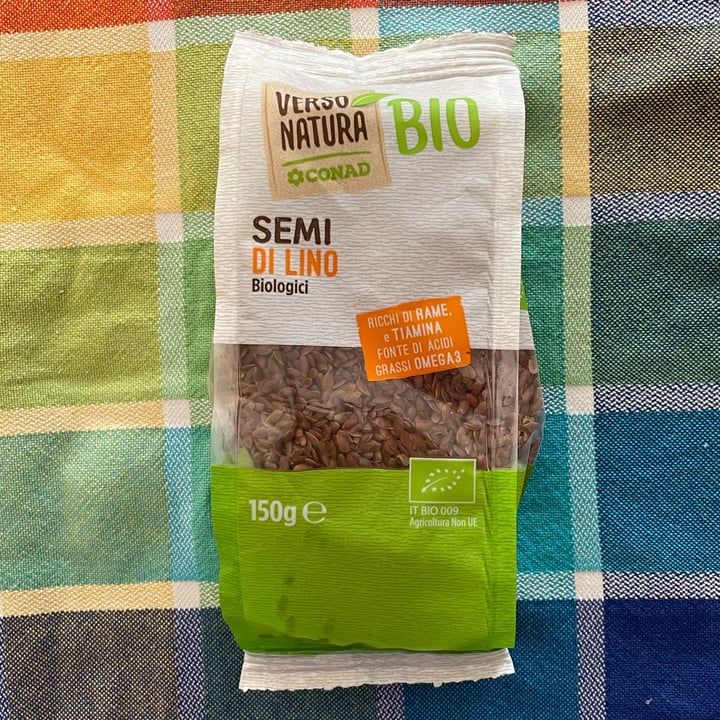 VERSO
NATURA
CONAD
BIO
SEMI
DI LINO
Biologici
RICCHI DI RAME,
e TIAMINA
FONTE DI ACIDI
GRASSI OMEGA3
150g ℮
IT BIO 009
Agricoltura Non UE